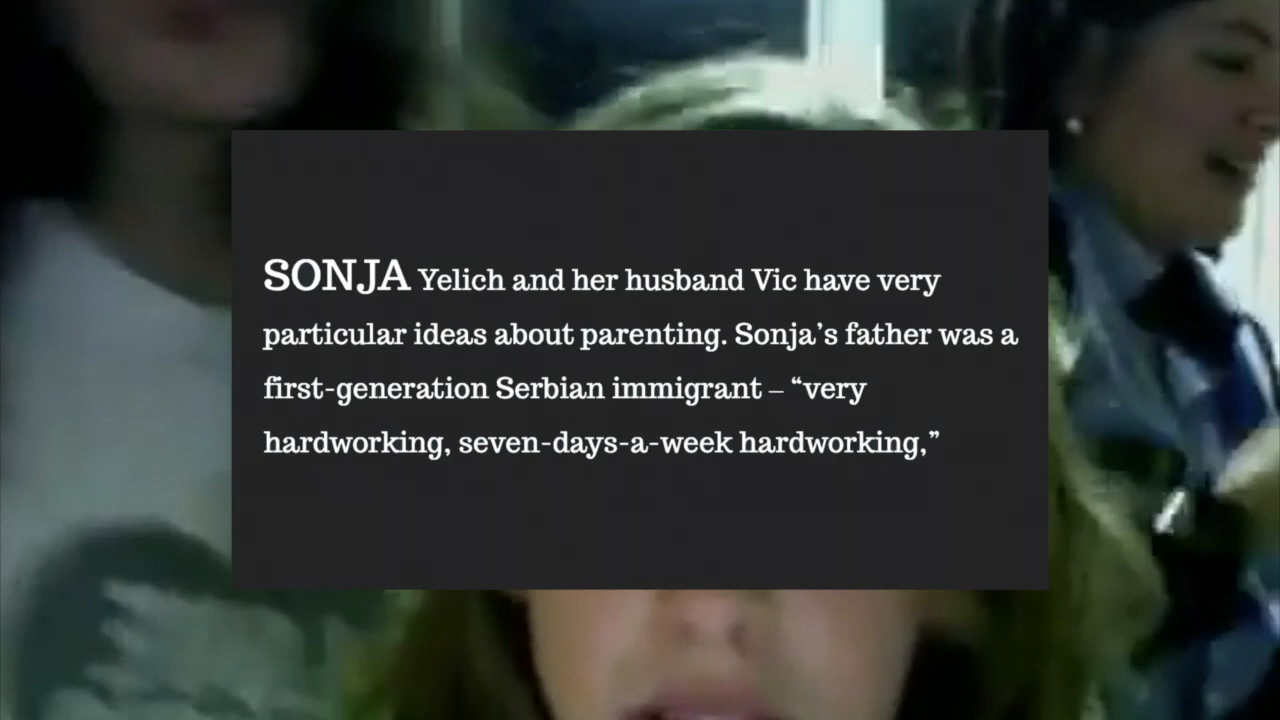 SONJA Yelich and her husband Vic have very
particular ideas about parenting. Sonja’s father was a
first-generation Serbian immigrant – “very
hardworking, seven-days-a-week hardworking,”